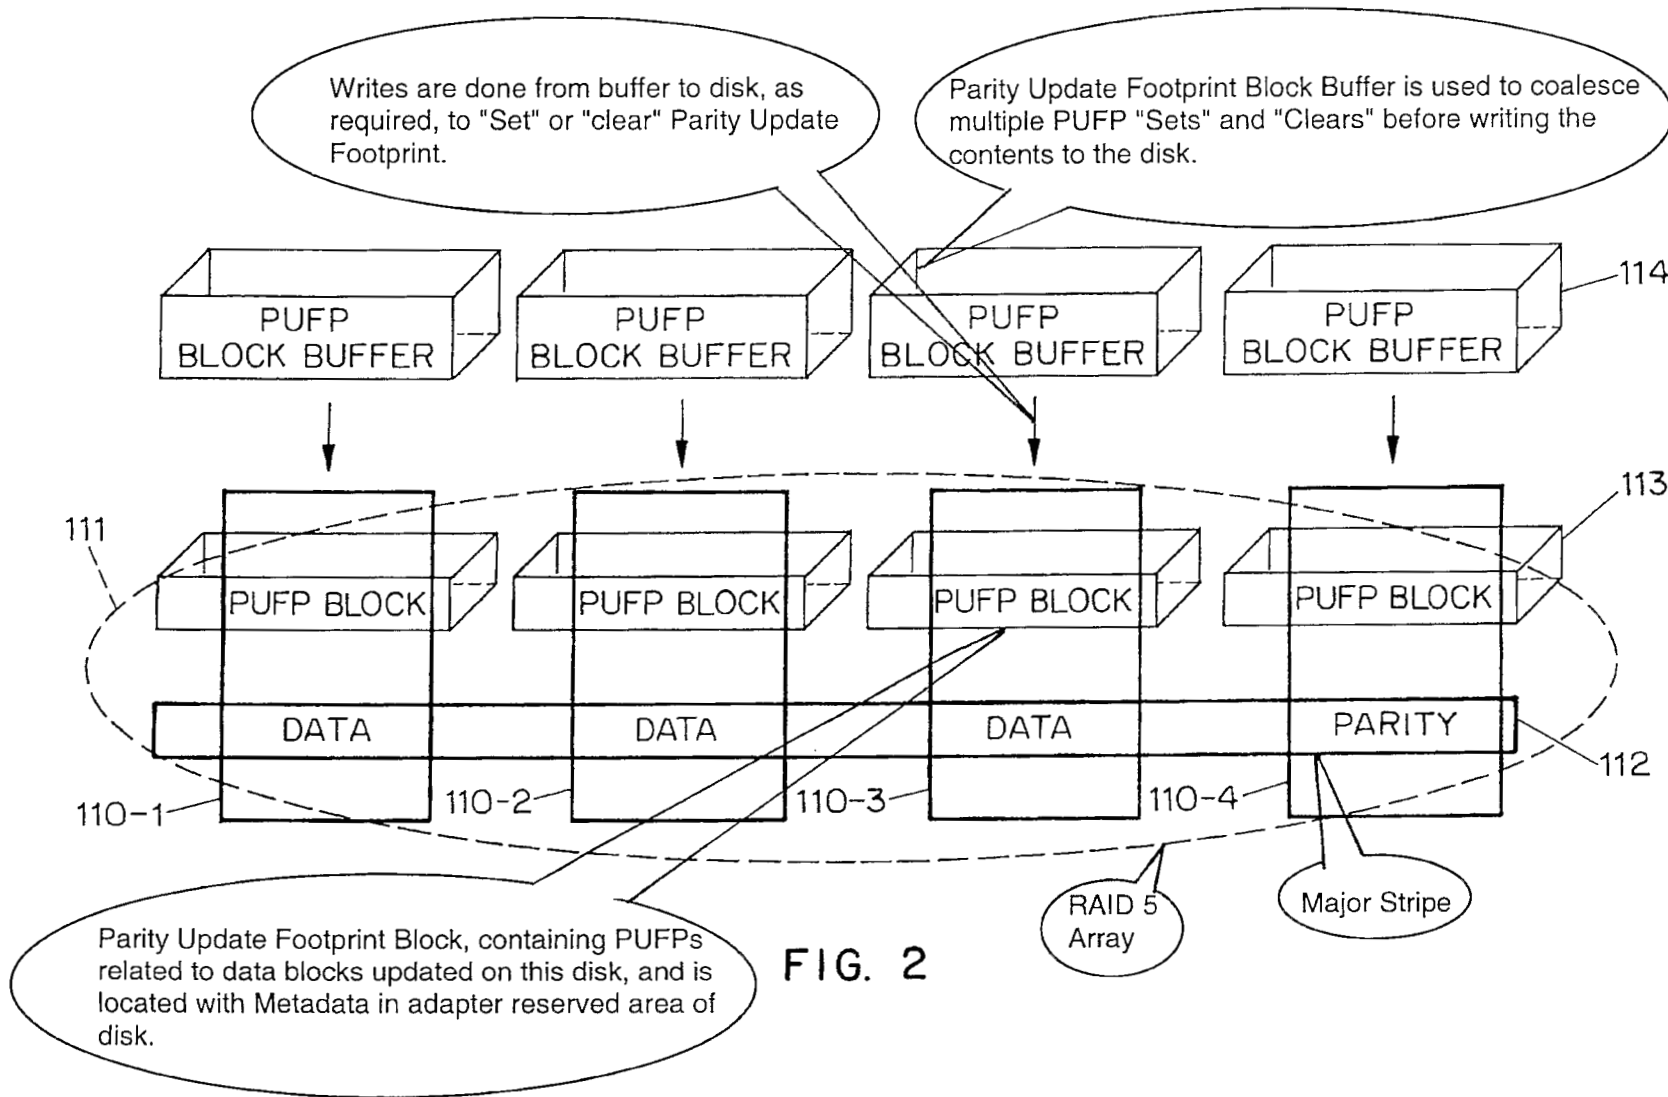 Writes are done from buffer to disk, as
required, to "Set" or "clear" Parity Update
Footprint.
Parity Update Footprint Block Buffer is used to coalesce
multiple PUFP "Sets" and "Clears" before writing the
contents to the disk.
PUFP
BLOCK BUFFER
PUFP
BLOCK BUFFER
PUFP
BLOCK BUFFER
PUFP
BLOCK BUFFER
114
111
113
PUFP BLOCK
PUFP BLOCK
PUFP BLOCK
PUFP BLOCK
DATA
DATA
DATA
PARITY
112
110-1
110-2
110-3
110-4
RAID 5
Array
Major Stripe
Parity Update Footprint Block, containing PUFPs
related to data blocks updated on this disk, and is
located with Metadata in adapter reserved area of
disk.
FIG. 2